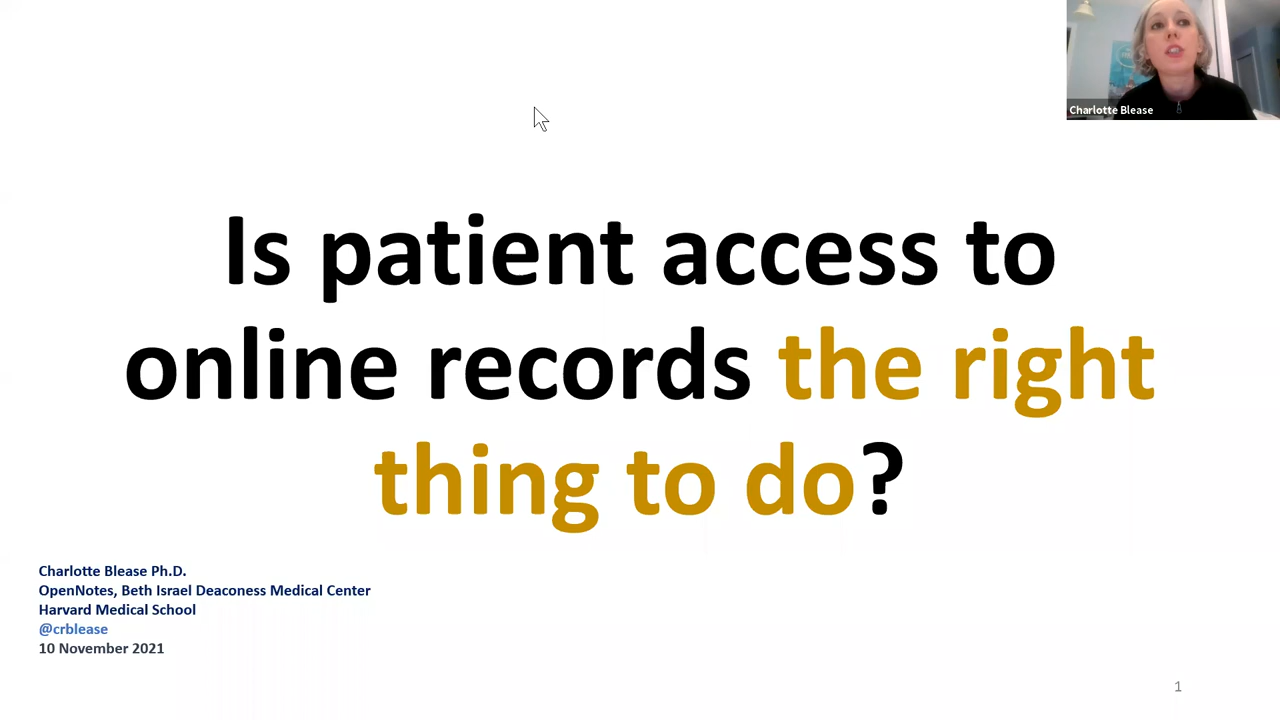 Charlotte Blease
Is patient access to
online records the right
thing to do?
Charlotte Blease Ph.D.
OpenNotes, Beth Israel Deaconess Medical Center
Harvard Medical School
@crblease
10 November 2021
1